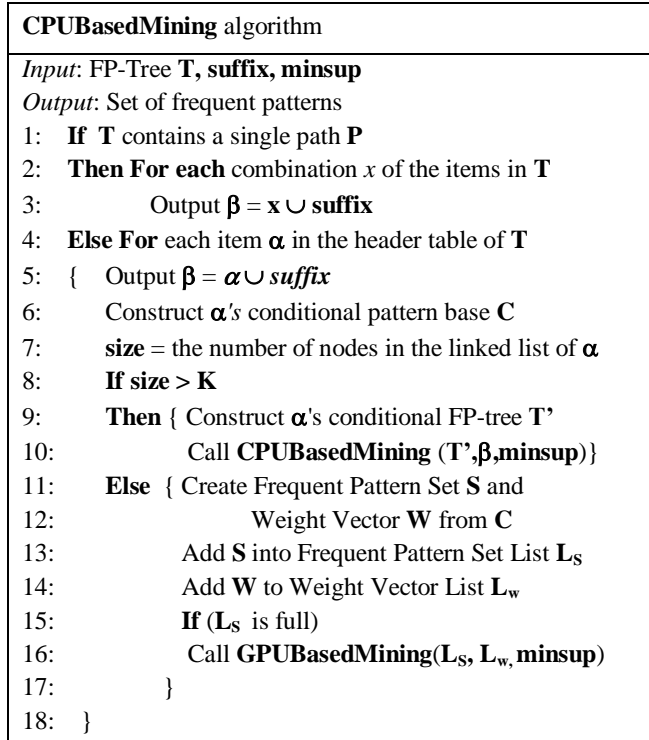 CPUBasedMining algorithm
Input: FP-Tree T, suffix, minsup
Output: Set of frequent patterns
1: If T contains a single path P
2: Then For each combination x of the items in T
3: Output β = x ∪ suffix
4: Else For each item α in the header table of T
5: { Output β = α ∪ suffix
6: Construct α's conditional pattern base C
7: size = the number of nodes in the linked list of α
8: If size > K
9: Then { Construct α's conditional FP-tree T’
10: Call CPUBasedMining (T’,β,minsup)}
11: Else { Create Frequent Pattern Set S and
12: Weight Vector W from C
13: Add S into Frequent Pattern Set List LS
14: Add W to Weight Vector List Lw
15: If (LS is full)
16: Call GPUBasedMining(LS, Lw, minsup)
17: }
18: }